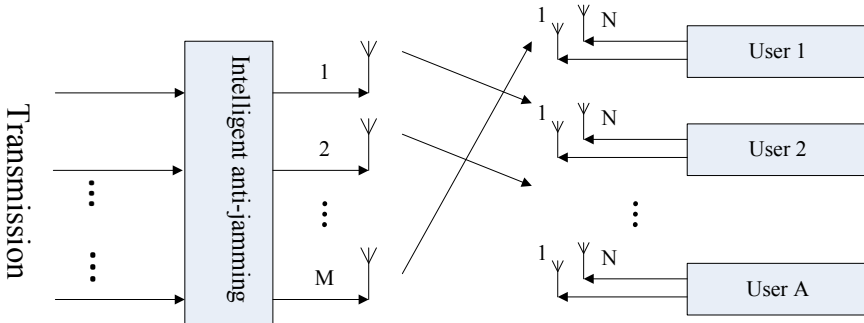 Transmission
Intelligent anti-jamming
1
2
...
M
...
...
1
N
User 1
1
N
User 2
...
1
N
User A